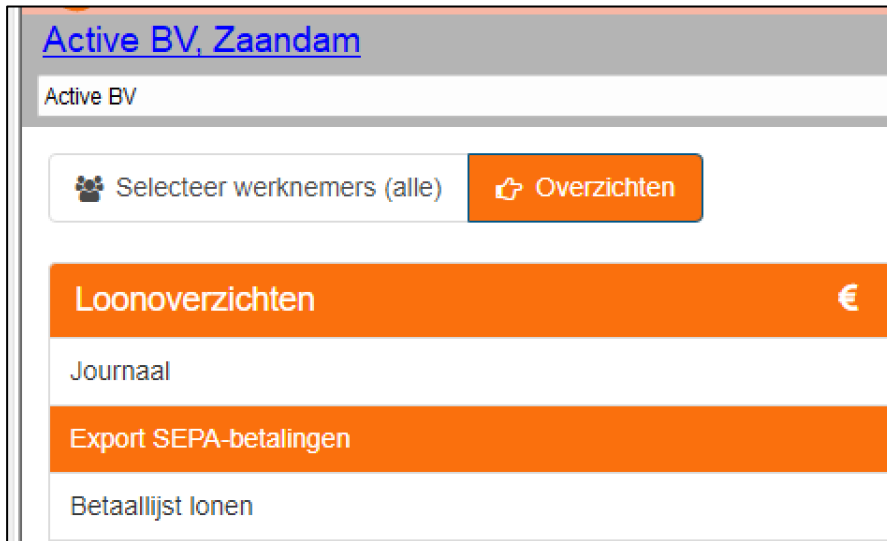 Active BV, Zaandam
Active BV
Selecteer werknemers (alle) Overzichten
Loonoverzichten €
Journaal
Export SEPA-betalingen
Betaallijst lonen